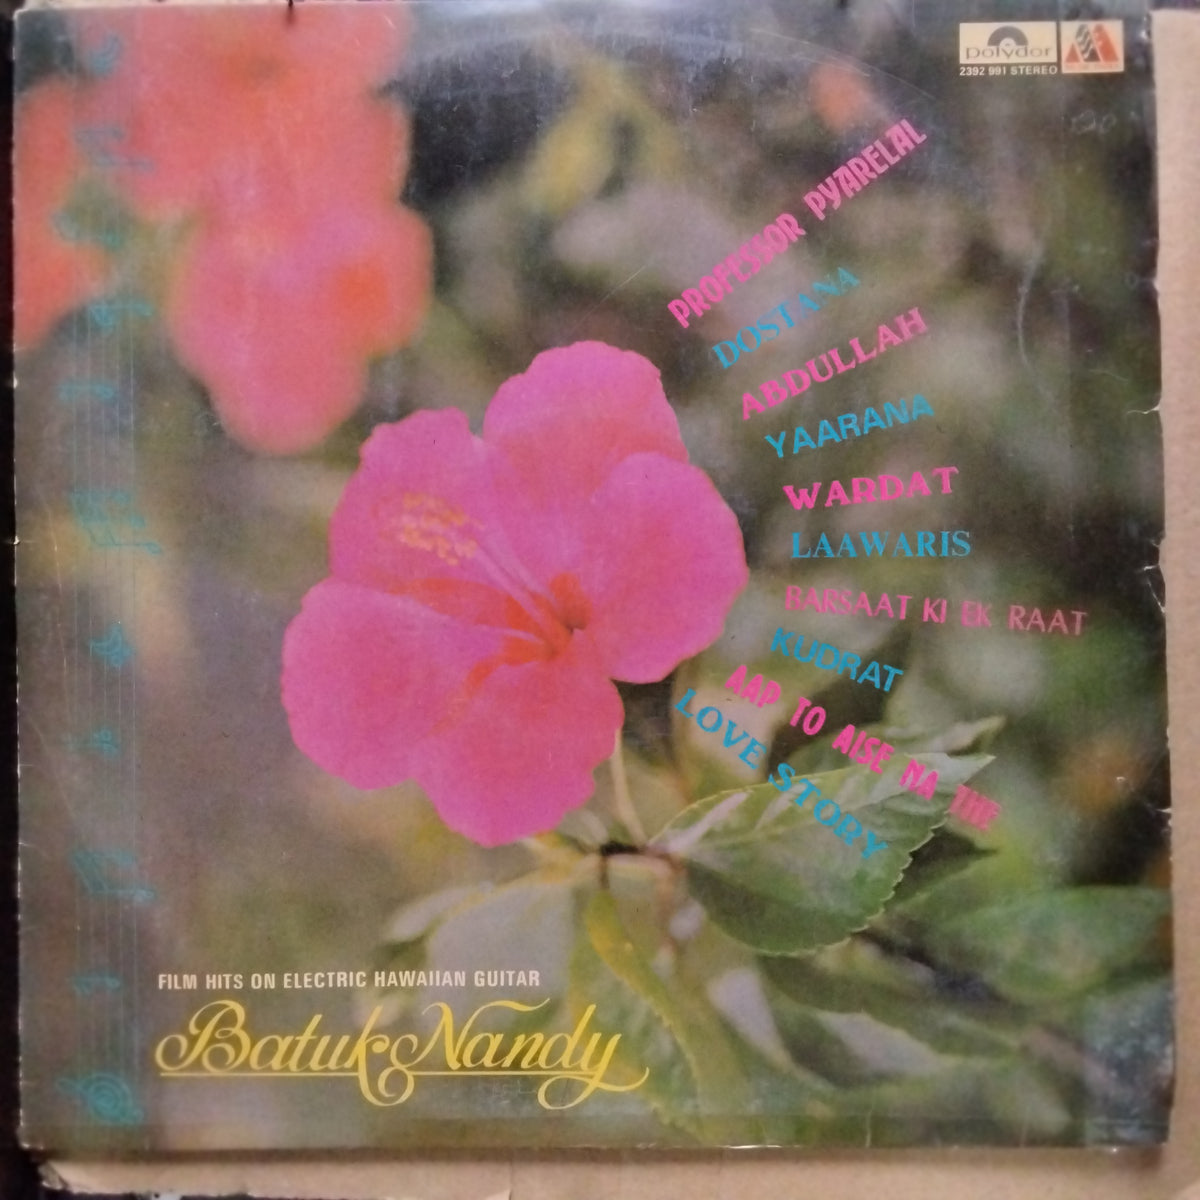 polydor
2392 991 STEREO
PROFESSOR PYARELAL
DOSTANA
ABDULLAH
YAARANA
WARDAT
LAAWARIS
BARSAAT KI EK RAAT
KUDRAT
AAP TO AISE NA THE
LOVE STORY
FILM HITS ON ELECTRIC HAWAIIAN GUITAR
Batuk Nandy